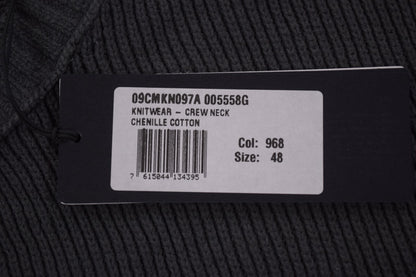 09CMKN097A 005558G
KNITWEAR - CREW NECK
CHENILLE COTTON
Col: 968
Size: 48
7 615044 134395